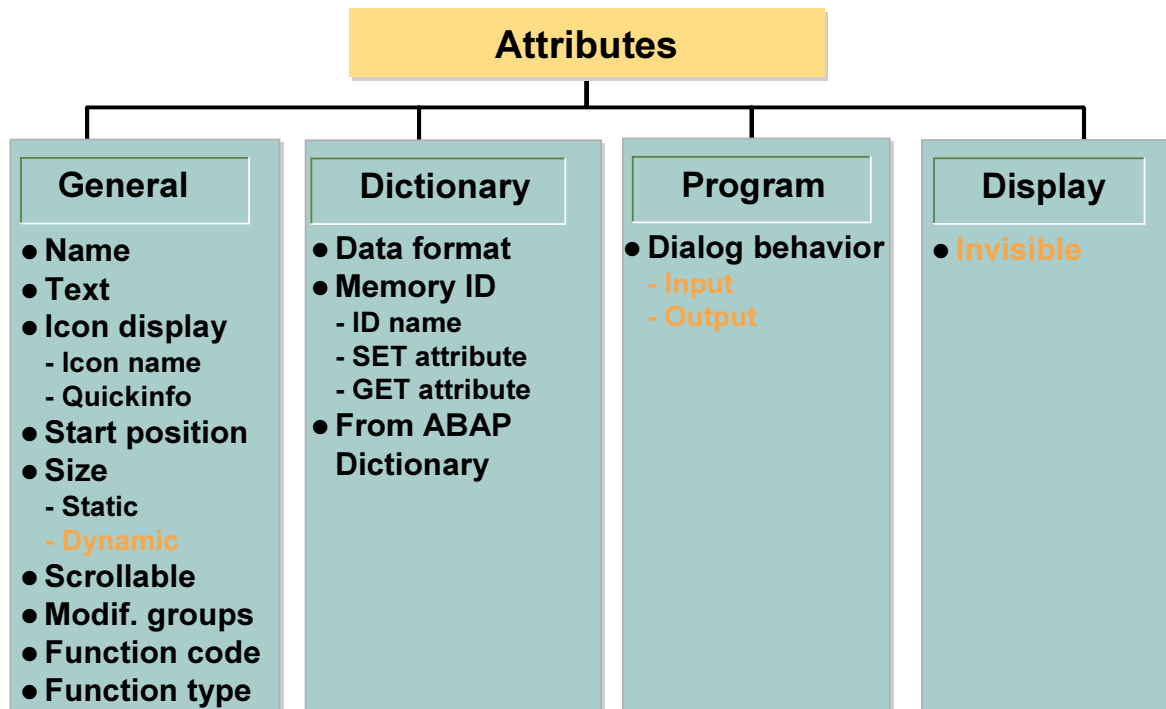 Attributes
General
● Name
● Text
● Icon display
- Icon name
- Quickinfo
● Start position
● Size
- Static
- Dynamic
● Scrollable
● Modif. groups
● Function code
● Function type
Dictionary
● Data format
● Memory ID
- ID name
- SET attribute
- GET attribute
● From ABAP
Dictionary
Program
● Dialog behavior
- Input
- Output
Display
● Invisible